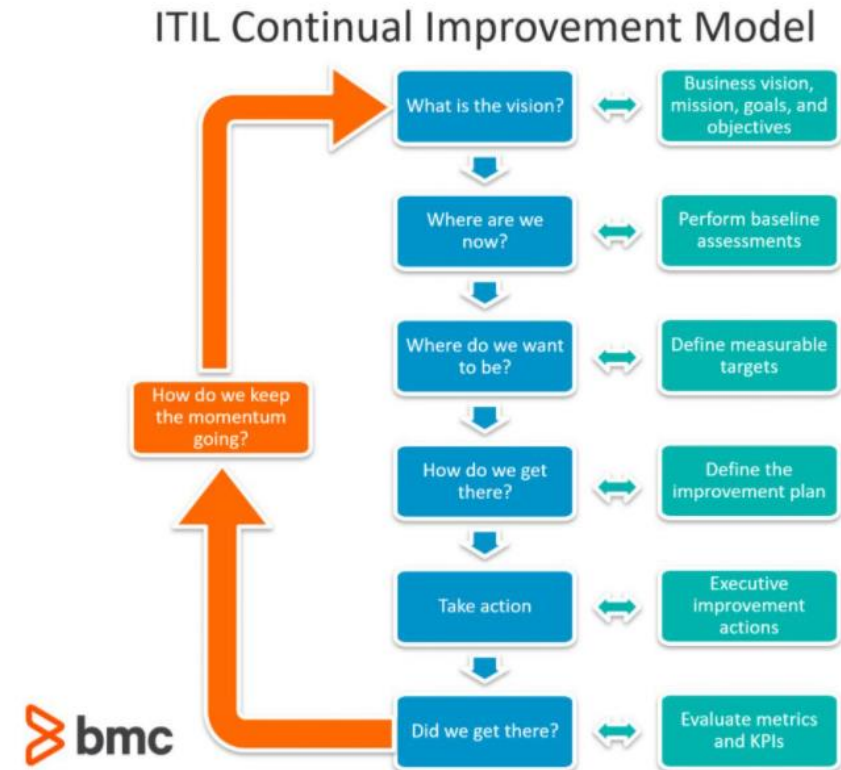 ITIL Continual Improvement Model
What is the vision?
Business vision,
mission, goals, and
objectives
Where are we
now?
Perform baseline
assessments
Where do we want
to be?
Define measurable
targets
How do we keep
the momentum
going?
How do we get
there?
Define the
improvement plan
Take action
Executive
improvement
actions
Did we get there?
Evaluate metrics
and KPIs
bmc